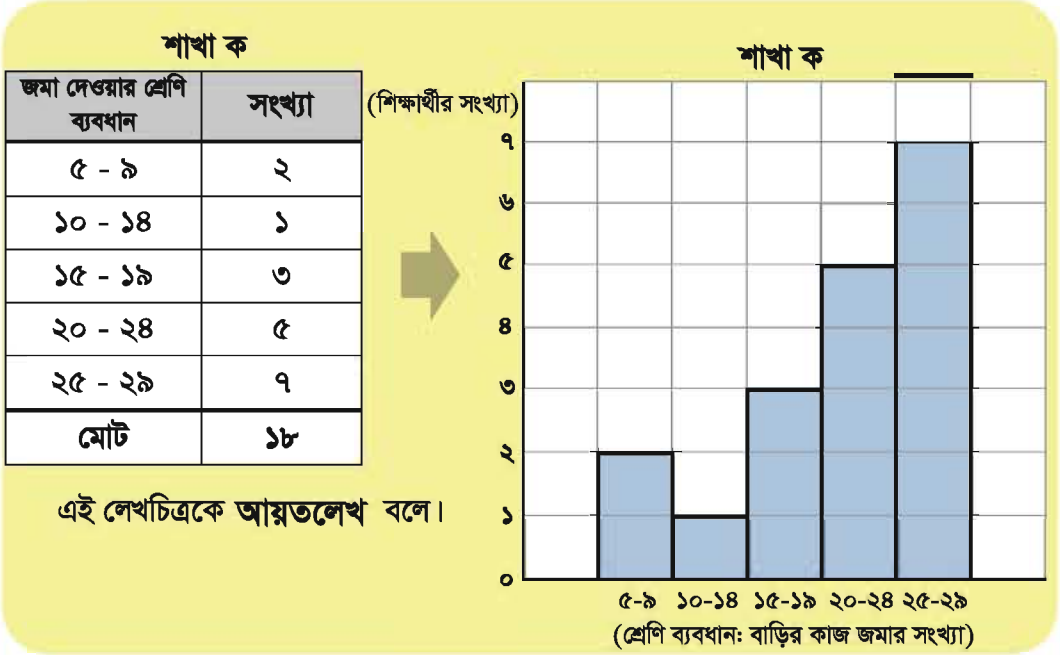 শাখা ক
জমা দেওয়ার শ্রেণি ব্যবধান সংখ্যা
৫ - ৯ ২
১০ - ১৪ ১
১৫ - ১৯ ৩
২০ - ২৪ ৫
২৫ - ২৯ ৭
মোট ১৮
এই লেখচিত্রকে আয়তলেখ বলে।
শাখা ক
(শিক্ষার্থীর সংখ্যা)
৭
৬
৫
৪
৩
২
১
০
৫-৯ ১০-১৪ ১৫-১৯ ২০-২৪ ২৫-২৯
(শ্রেণি ব্যবধান: বাড়ির কাজ জমার সংখ্যা)